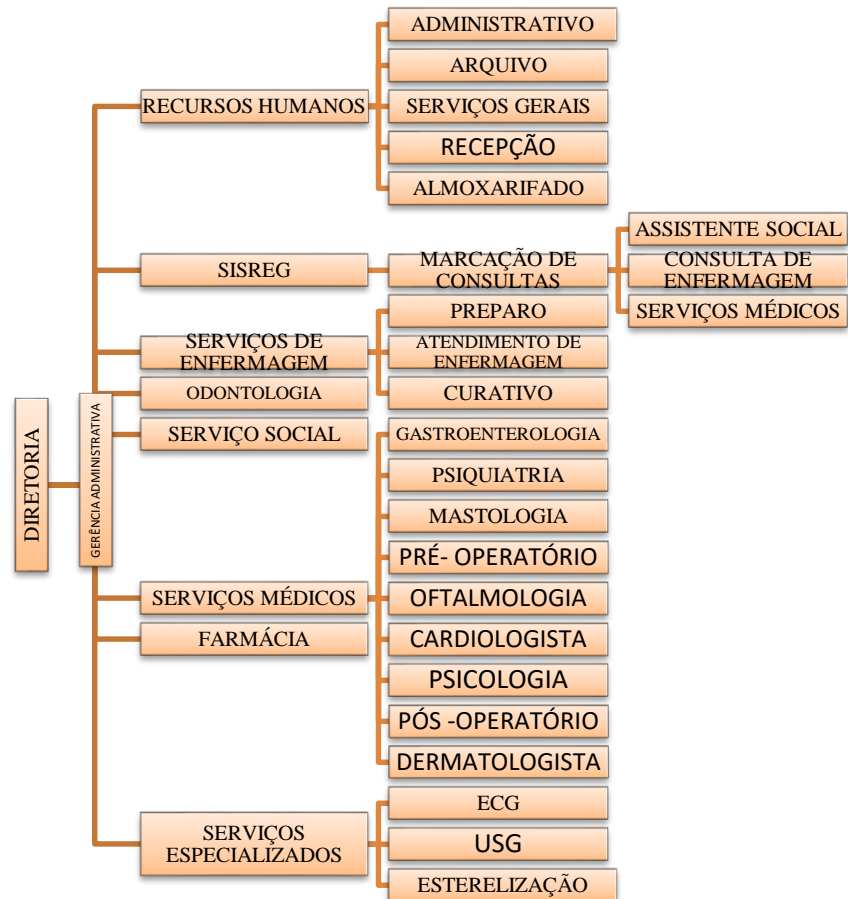 DIRETORIA
GERÊNCIA ADMINISTRATIVA
RECURSOS HUMANOS
ADMINISTRATIVO
ARQUIVO
SERVIÇOS GERAIS
RECEPÇÃO
ALMOXARIFADO
SISREG
MARCAÇÃO DE
CONSULTAS
ASSISTENTE SOCIAL
CONSULTA DE
ENFERMAGEM
SERVIÇOS MÉDICOS
SERVIÇOS DE
ENFERMAGEM
PREPARO
ATENDIMENTO DE
ENFERMAGEM
CURATIVO
ODONTOLOGIA
SERVIÇO SOCIAL
SERVIÇOS MÉDICOS
GASTROENTEROLOGIA
PSIQUIATRIA
MASTOLOGIA
PRÉ- OPERATÓRIO
OFTALMOLOGIA
CARDIOLOGISTA
PSICOLOGIA
PÓS -OPERATÓRIO
DERMATOLOGISTA
FARMÁCIA
SERVIÇOS
ESPECIALIZADOS
ECG
USG
ESTERELIZAÇÃO